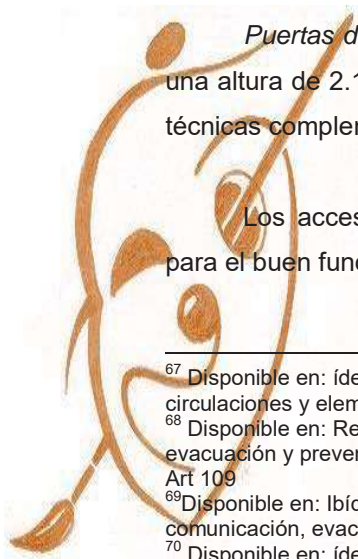 Puertas d
una altura de 2.1
técnicas complem
Los acces
para el buen func
67 Disponible en: íde
circulaciones y elem
68 Disponible en: Re
evacuación y preven
Art 109
69Disponible en: Ibíd
comunicación, evac
70 Disponible en: íde